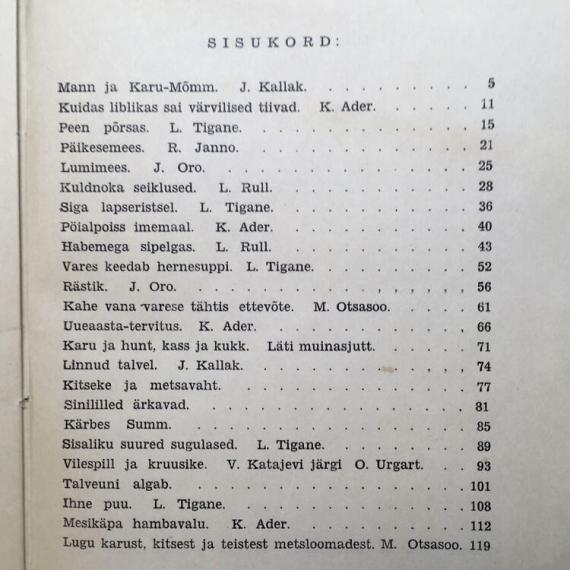 SISUKORD:
Mann ja Karu-Mõmm. J. Kallak. . . . . . . . . . 5
Kuidas liblikas sai värvilised tiivad. K. Ader. . . . . . 11
Peen põrsas. L. Tigane. . . . . . . . . . . . . 15
Päikesemees. R. Janno. . . . . . . . . . . . . 21
Lumimees. J. Oro. . . . . . . . . . . . . . . 25
Kuldnoka seiklused. L. Rull. . . . . . . . . . . . 28
Siga lapseristsel. L. Tigane. . . . . . . . . . . . 36
Pöialpoiss imemaal. K. Ader. . . . . . . . . . . . 40
Habemega sipelgas. L. Rull. . . . . . . . . . . . 43
Vares keedab hernesuppi. L. Tigane. . . . . . . . . . 52
Rästik. J. Oro. . . . . . . . . . . . . . . . 56
Kahe vana varese tähtis ettevõte. M. Otsasoo. . . . . . 61
Uueaasta-tervitus. K. Ader. . . . . . . . . . . . 66
Karu ja hunt, kass ja kukk. Läti muinasjutt. . . . . . . 71
Linnud talvel. J. Kallak. . . . . . . . . . . . . 74
Kitseke ja metsavaht. . . . . . . . . . . . . . 77
Sinililled ärkavad. . . . . . . . . . . . . . . 81
Kärbes Summ. . . . . . . . . . . . . . . . 85
Sisaliku suured sugulased. L. Tigane. . . . . . . . . 89
Vilespill ja kruusike. V. Katajevi järgi O. Urgart. . . . 93
Talveuni algab. . . . . . . . . . . . . . . . 101
Ihne puu. L. Tigane. . . . . . . . . . . . . . 108
Mesikäpa hambavalu. K. Ader. . . . . . . . . . . 112
Lugu karust, kitsest ja teistest metsloomadest. M. Otsasoo. 119